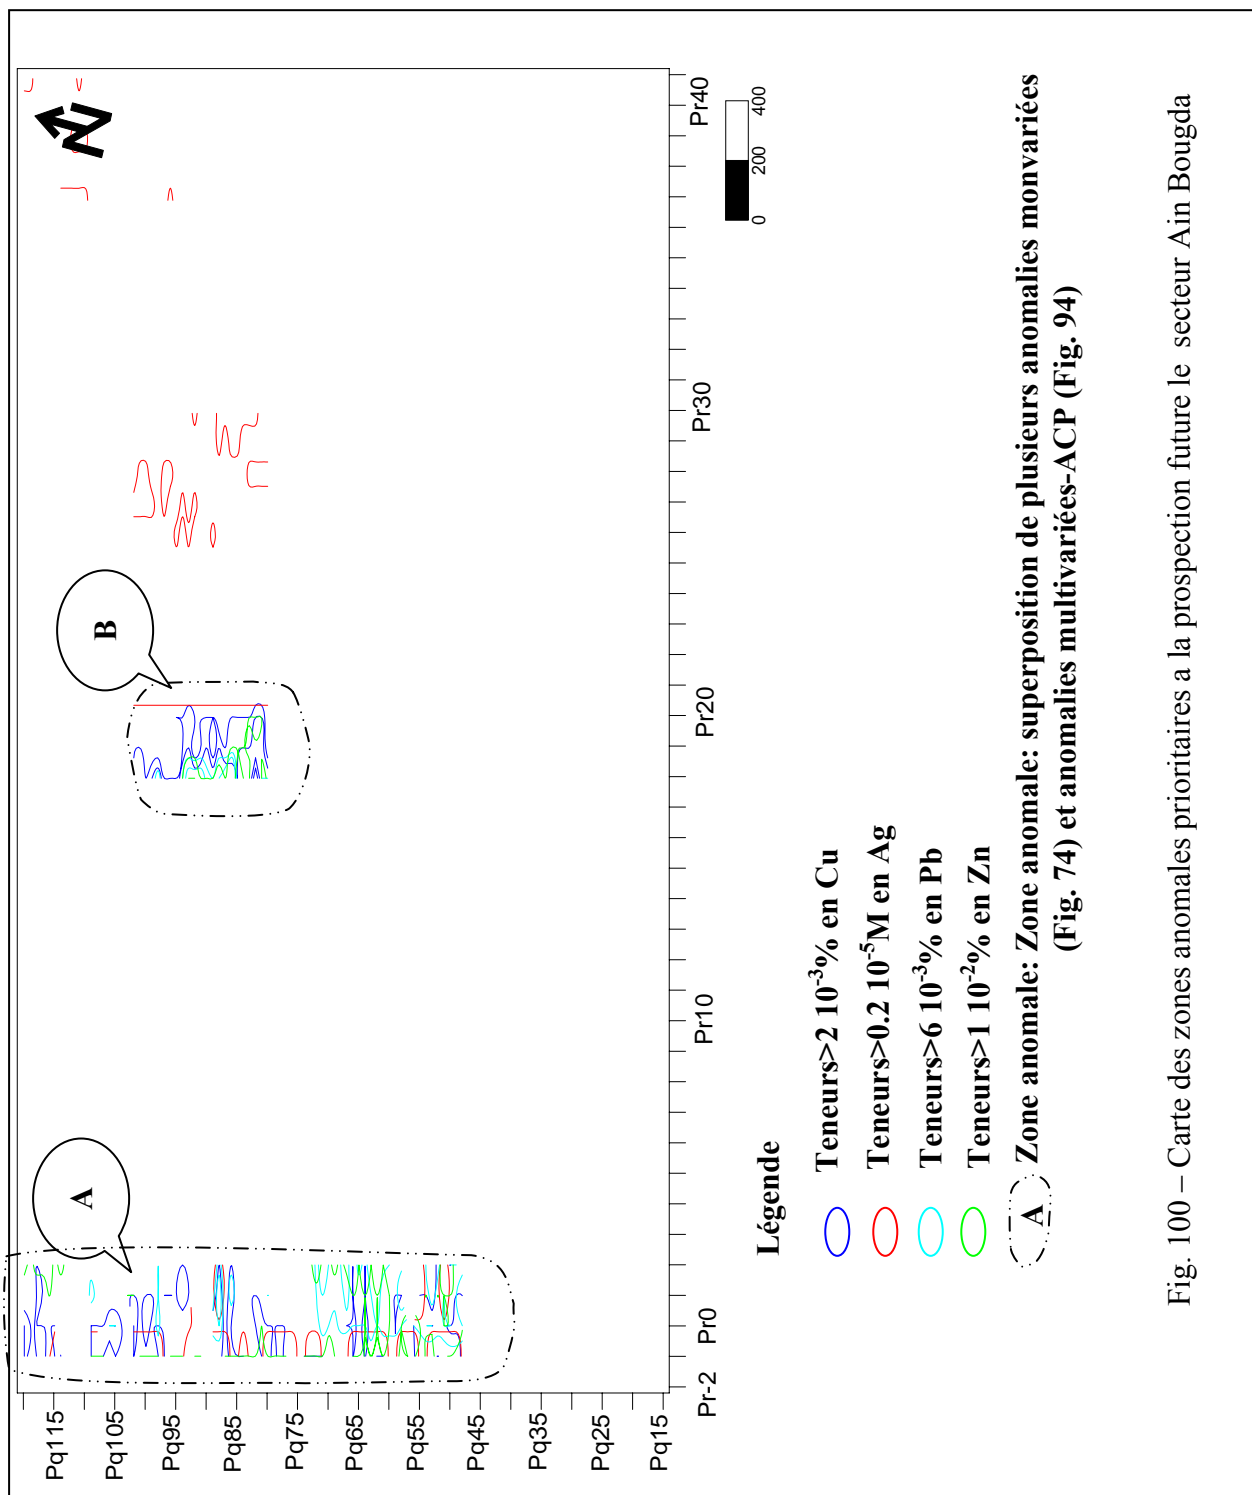 N
A
B
Pq115
Pq105
Pq95
Pq85
Pq75
Pq65
Pq55
Pq45
Pq35
Pq25
Pq15
Pr-2
Pr0
Pr10
Pr20
Pr30
Pr40
0 200 400
Légende
Teneurs>2 10⁻³% en Cu
Teneurs>0.2 10⁻⁵M en Ag
Teneurs>6 10⁻³% en Pb
Teneurs>1 10⁻²% en Zn
A Zone anomale: Zone anomale: superposition de plusieurs anomalies monvariées
(Fig. 74) et anomalies multivariées-ACP (Fig. 94)
Fig. 100 – Carte des zones anomales prioritaires a la prospection future le secteur Ain Bougda